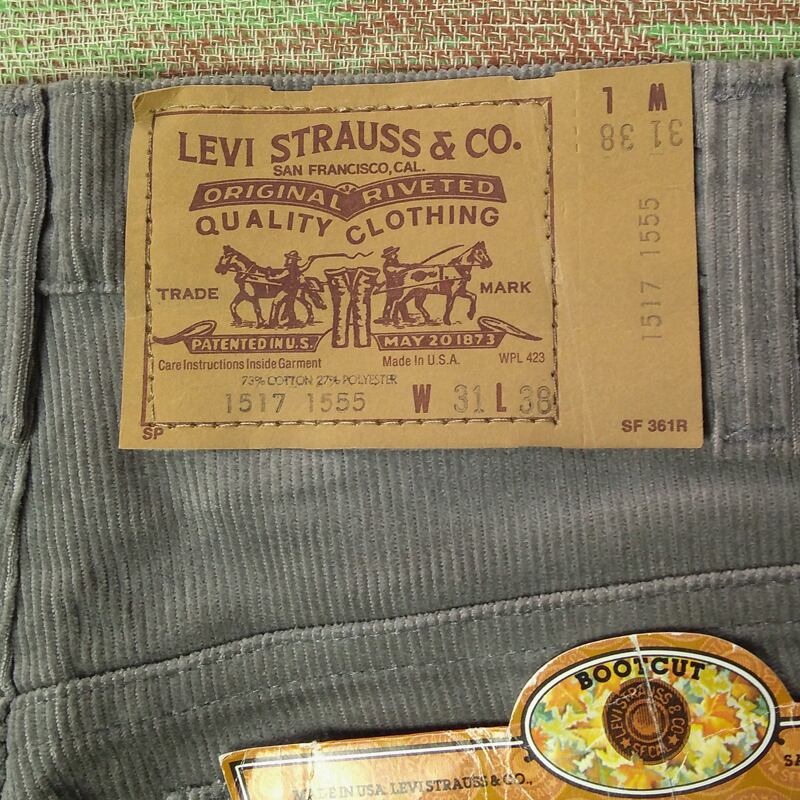 LEVI STRAUSS & CO.
SAN FRANCISCO, CAL.
ORIGINAL RIVETED
QUALITY CLOTHING
TRADE MARK
PATENTED IN U.S. MAY 20 1873
Care Instructions Inside Garment Made In U.S.A. WPL 423
73% COTTON 27% POLYESTER
1517 1555 W 31 L 38
SP SF 361R
W L
31 38
1517 1555
BOOTCUT
LEVI STRAUSS & CO.
S.F. CAL
MADE IN USA. LEVI STRAUSS & CO., SA